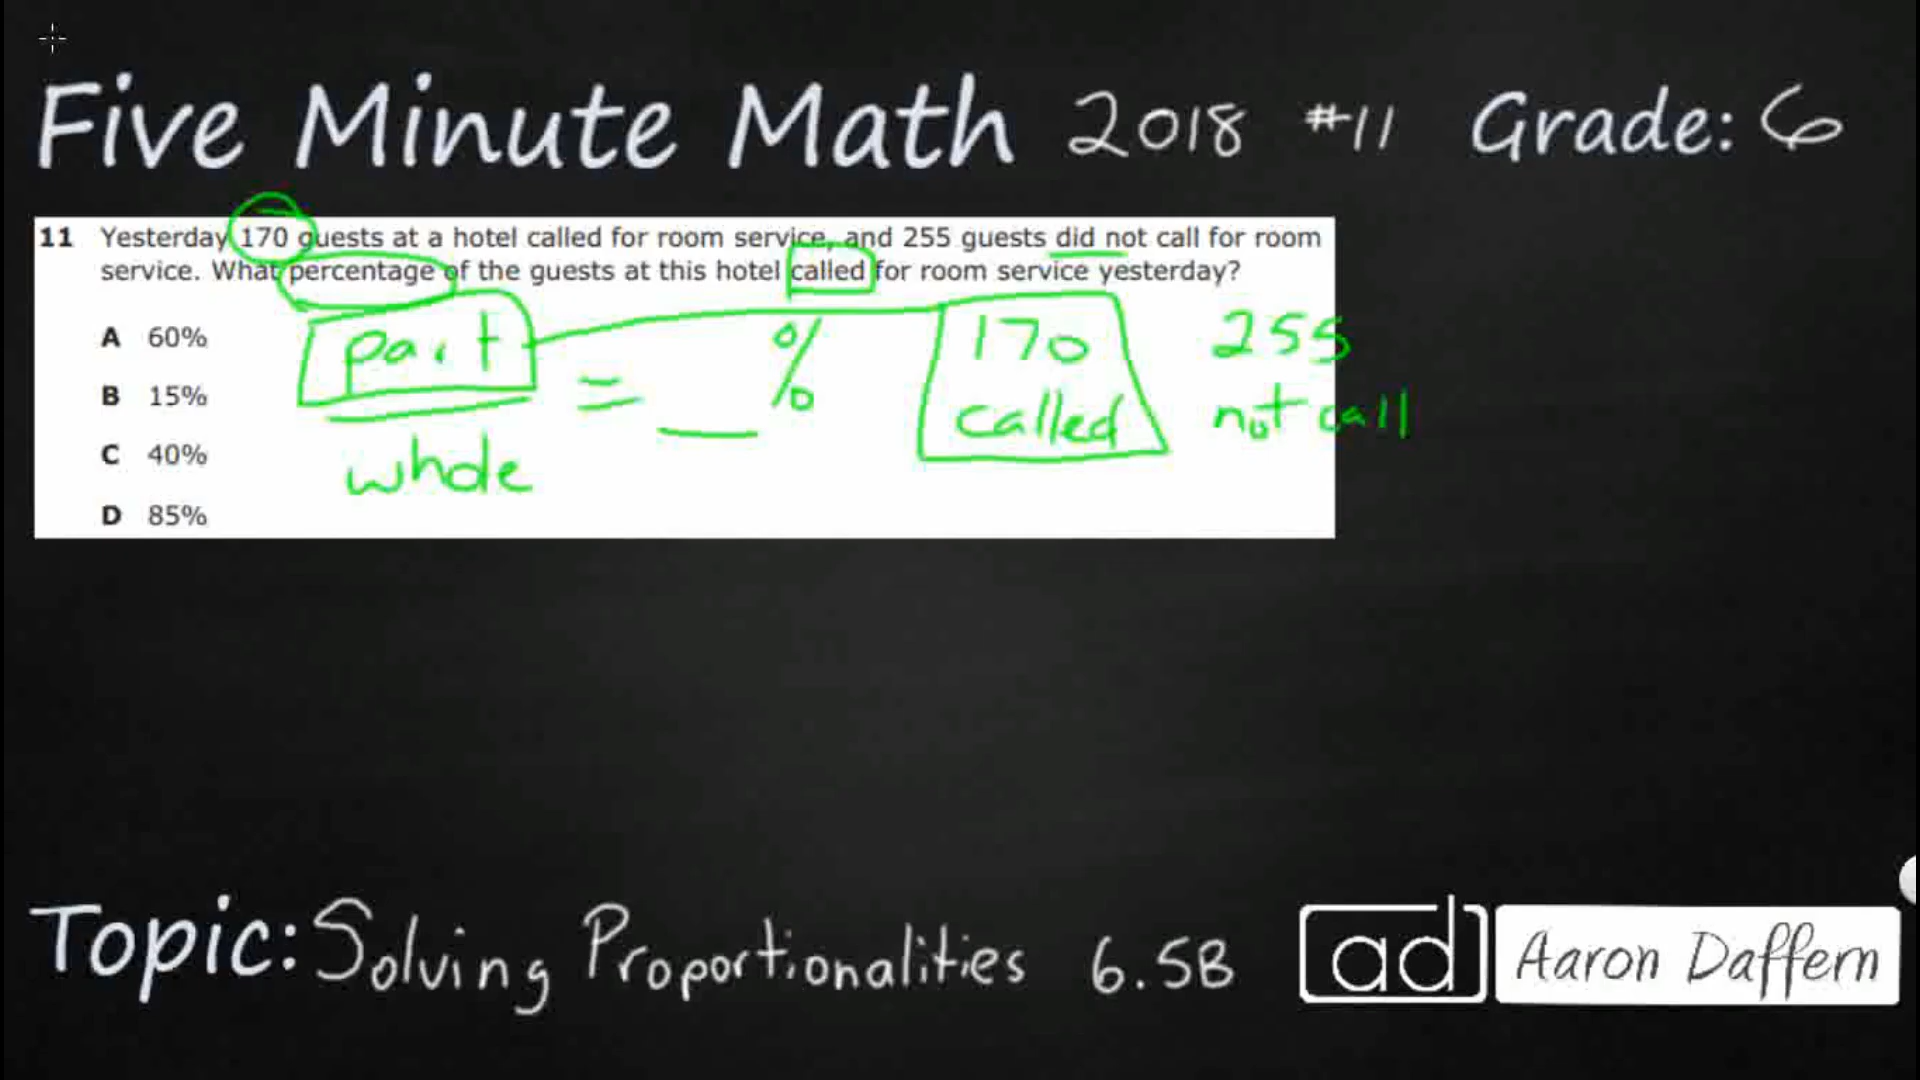 Five Minute Math 2018 #11 Grade: 6
11 Yesterday 170 guests at a hotel called for room service, and 255 guests did not call for room
service. What percentage of the guests at this hotel called for room service yesterday?
A 60%
B 15%
C 40%
D 85%
part
whole
= __ %
170
called
255
not call
Topic: Solving Proportionalities 6.5B
ad Aaron Daffern